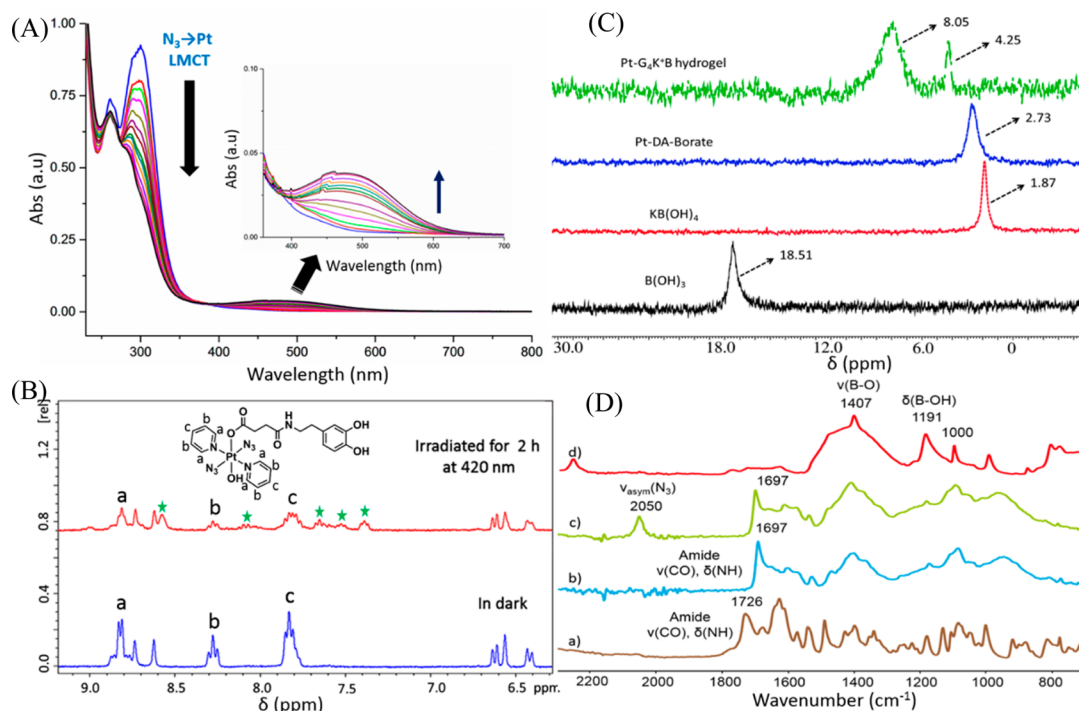 (A)
N3→Pt
LMCT
1.00
0.75
0.50
0.25
0.00
Abs (a.u)
300
400
500
600
700
800
Wavelength (nm)
0.20
0.15
0.10
0.05
0.00
Abs (a.u)
400
500
600
700
Wavelength (nm)
(C)
Pt-G4K+B hydrogel
8.05
4.25
Pt-DA-Borate
2.73
KB(OH)4
1.87
B(OH)3
18.51
30.0
18.0
12.0
6.0
0
δ (ppm)
(B)
[rel]
1.2
0.8
0.4
0.0
Irradiated for 2 h
at 420 nm
O
H
N
OH
OH
O
O
N3
N
Pt
N3
N
OH
a
b
c
b
a
a
b
c
b
a
a
b
c
In dark
a
b
c
9.0
8.5
8.0
7.5
7.0
6.5
ppm.
δ (ppm)
(D)
ν(B-O)
1407
δ(B-OH)
1191
1000
d)
νasym(N3)
2050
1697
c)
1697
Amide
ν(CO), δ(NH)
b)
1726
Amide
ν(CO), δ(NH)
a)
2200
2000
1800
1600
1400
1200
1000
800
Wavenumber (cm-1)